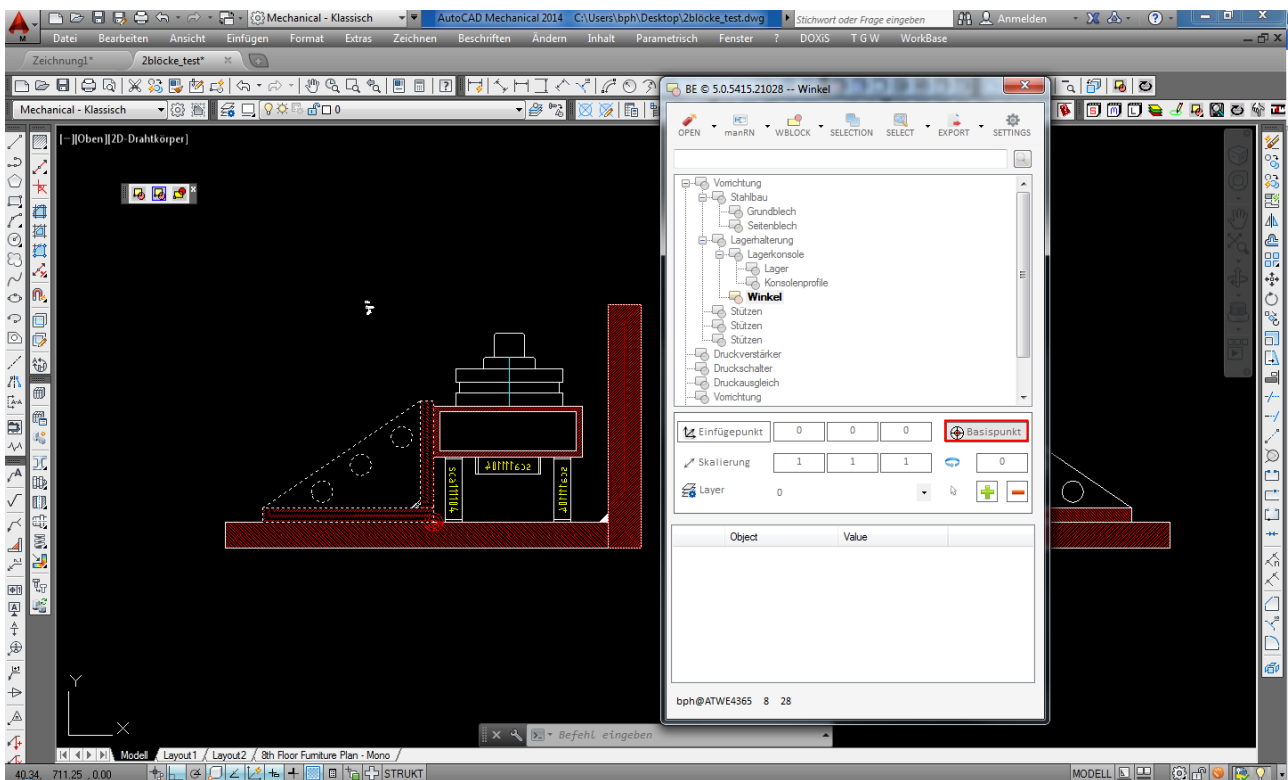 Mechanical - Klassisch
AutoCAD Mechanical 2014 C:\Users\bph\Desktop\2blöcke_test.dwg
Stichwort oder Frage eingeben
Anmelden
Datei Bearbeiten Ansicht Einfügen Format Extras Zeichnen Beschriften Ändern Inhalt Parametrisch Fenster ? DOXiS T G W WorkBase
Zeichnung1* 2blöcke_test*
Mechanical - Klassisch
0
[−][Oben][2D-Drahtkörper]
BE © 5.0.5415.21028 -- Winkel
OPEN manRN WBLOCK SELECTION SELECT EXPORT SETTINGS
Vorrichtung
Stahlbau
Grundblech
Seitenblech
Lagerhalterung
Lagerkonsole
Lager
Konsolenprofile
Winkel
Stützen
Stützen
Stützen
Druckverstärker
Druckschalter
Druckausgleich
Vorrichtung
Einfügepunkt 0 0 0 Basispunkt
Skalierung 1 1 1 0
Layer 0
Object Value
bph@ATWE4365 8 28
sca11104
Y
X
Befehl eingeben
Modell Layout1 Layout2 8th Floor Furniture Plan - Mono
40.34, 711.25 , 0.00 STRUKT MODELL